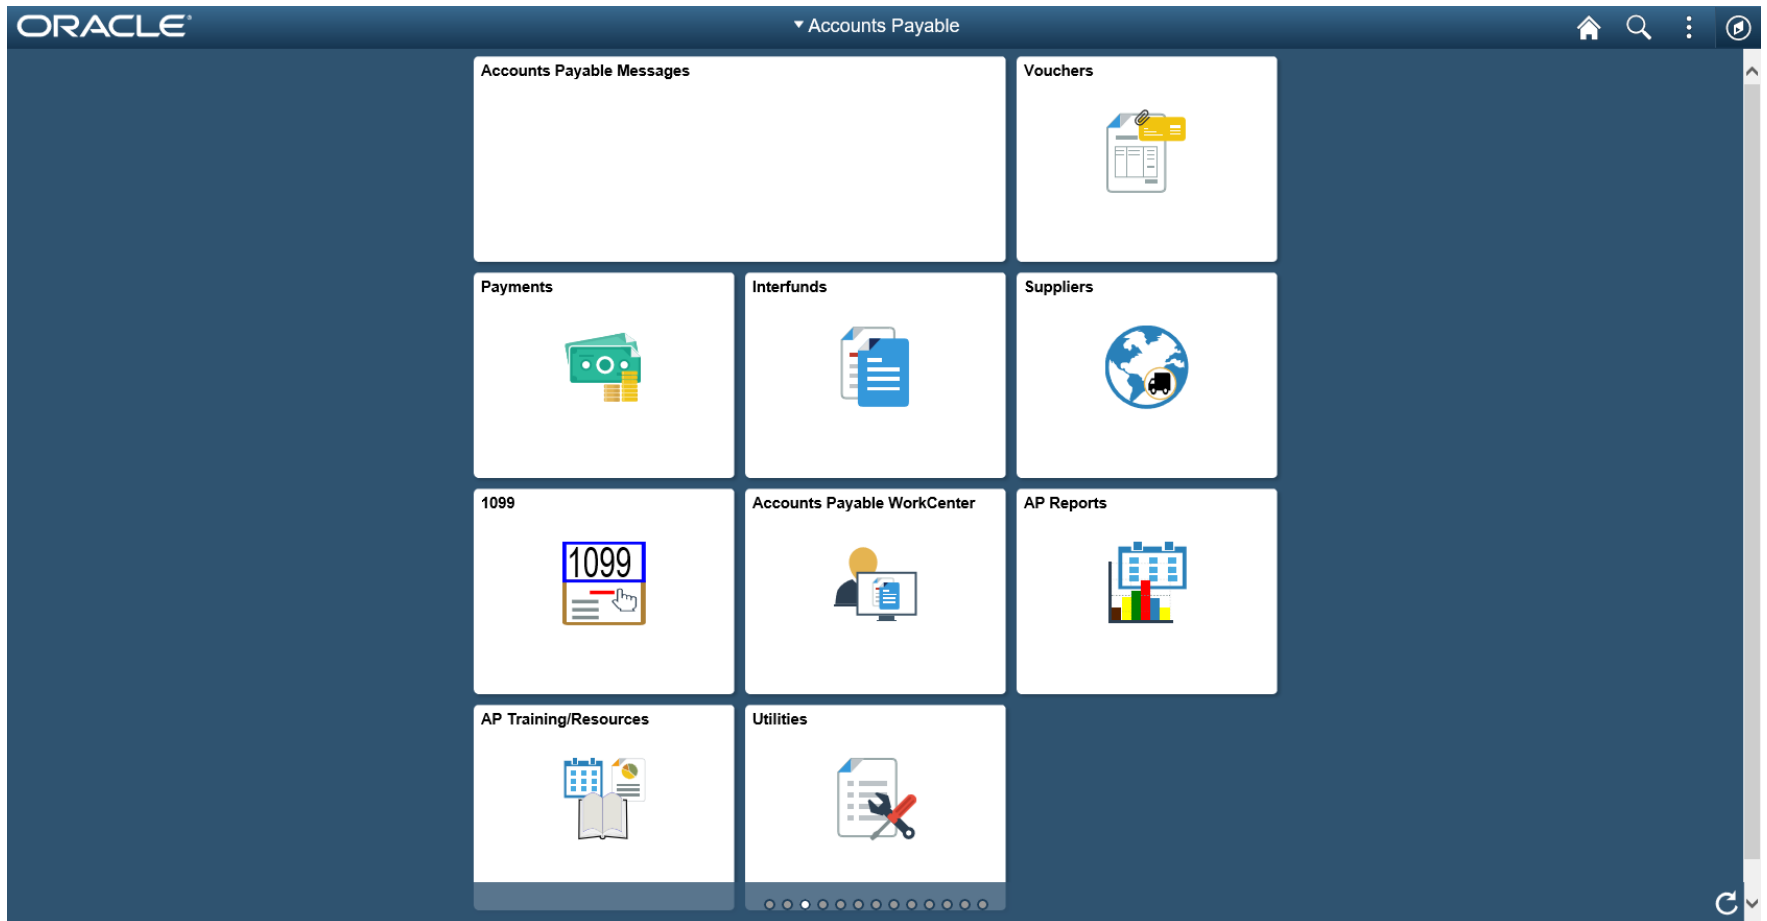 ORACLE
Accounts Payable
Accounts Payable Messages
Vouchers
Payments
Interfunds
Suppliers
1099
Accounts Payable WorkCenter
AP Reports
1099
AP Training/Resources
Utilities